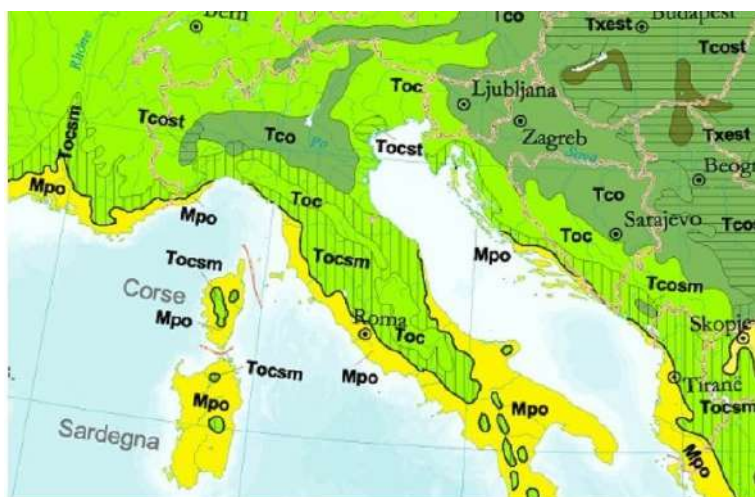 Bern
Tco
Txest
Budapest
Tcost
Rhône
Toc
Ljubljana
Tcost
Tocsm
Tco
Po
Zagreb
Tocst
Txest
Sava
Beogr
Mpo
Mpo
Toc
Tco
Sarajevo
Tco
Mpo
Toc
Tocsm
Tocsm
Tcosm
Corse
Mpo
Roma
Toc
Skopje
Mpo
Tocsm
Tiranë
Mpo
Mpo
Tocsm
Sardegna
Mpo